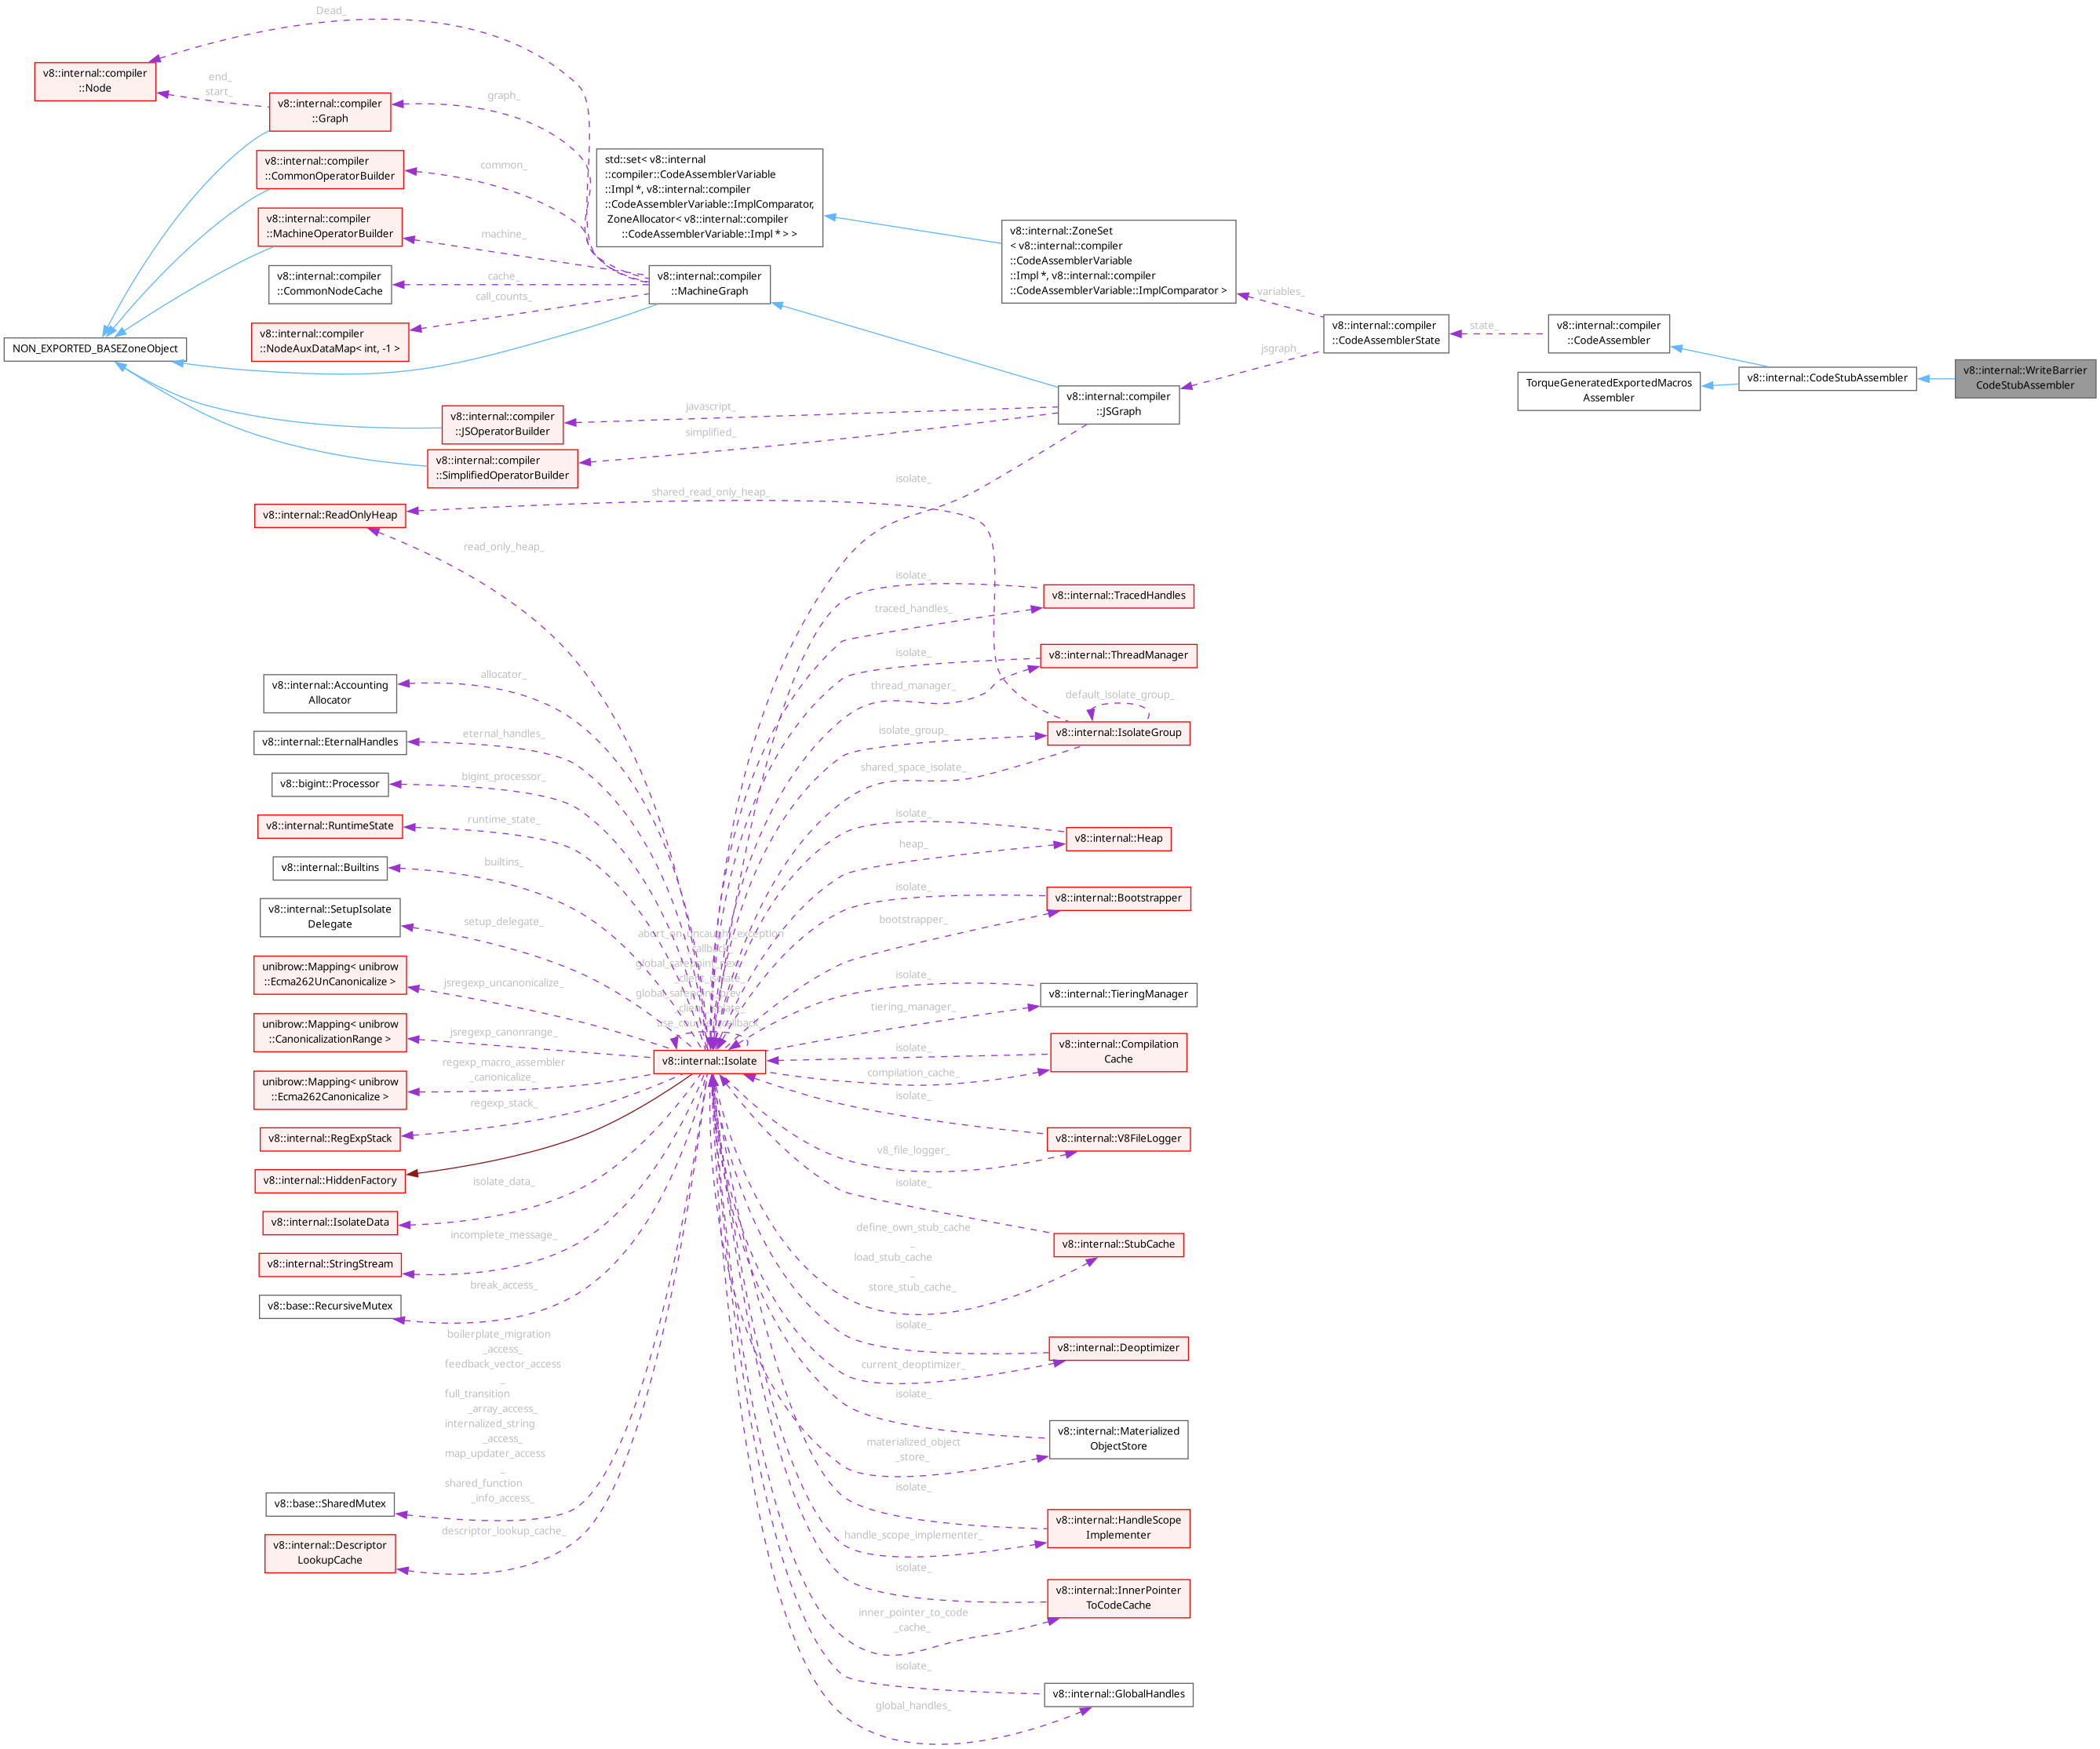 Dead_
v8::internal::compiler
::Node
end_
start_
v8::internal::compiler
::Graph
graph_
v8::internal::compiler
::CommonOperatorBuilder
common_
v8::internal::compiler
::MachineOperatorBuilder
machine_
v8::internal::compiler
::CommonNodeCache
cache_
call_counts_
v8::internal::compiler
::NodeAuxDataMap< int, -1 >
NON_EXPORTED_BASEZoneObject
v8::internal::compiler
::MachineGraph
std::set< v8::internal
::compiler::CodeAssemblerVariable
::Impl *, v8::internal::compiler
::CodeAssemblerVariable::ImplComparator,
ZoneAllocator< v8::internal::compiler
::CodeAssemblerVariable::Impl * > >
v8::internal::ZoneSet
< v8::internal::compiler
::CodeAssemblerVariable
::Impl *, v8::internal::compiler
::CodeAssemblerVariable::ImplComparator >
variables_
jsgraph_
v8::internal::compiler
::CodeAssemblerState
state_
v8::internal::compiler
::CodeAssembler
TorqueGeneratedExportedMacros
Assembler
v8::internal::CodeStubAssembler
v8::internal::WriteBarrier
CodeStubAssembler
v8::internal::compiler
::JSGraph
javascript_
v8::internal::compiler
::JSOperatorBuilder
simplified_
v8::internal::compiler
::SimplifiedOperatorBuilder
isolate_
shared_read_only_heap_
v8::internal::ReadOnlyHeap
read_only_heap_
isolate_
v8::internal::TracedHandles
traced_handles_
isolate_
v8::internal::ThreadManager
thread_manager_
default_isolate_group_
isolate_group_
v8::internal::IsolateGroup
shared_space_isolate_
v8::internal::Accounting
Allocator
allocator_
v8::internal::EternalHandles
eternal_handles_
v8::bigint::Processor
bigint_processor_
v8::internal::RuntimeState
runtime_state_
v8::internal::Builtins
builtins_
v8::internal::SetupIsolate
Delegate
setup_delegate_
unibrow::Mapping< unibrow
::Ecma262UnCanonicalize >
jsregexp_uncanonicalize_
unibrow::Mapping< unibrow
::CanonicalizationRange >
jsregexp_canonrange_
unibrow::Mapping< unibrow
::Ecma262Canonicalize >
regexp_macro_assembler
_canonicalize_
v8::internal::RegExpStack
regexp_stack_
v8::internal::HiddenFactory
v8::internal::IsolateData
isolate_data_
v8::internal::StringStream
incomplete_message_
v8::base::RecursiveMutex
break_access_
boilerplate_migration
_access_
feedback_vector_access
_
full_transition
_array_access_
internalized_string
_access_
map_updater_access
_
shared_function
_info_access_
v8::base::SharedMutex
descriptor_lookup_cache_
v8::internal::Descriptor
LookupCache
abort_on_uncaught_exception
_callback_
global_safepoint_next
_client_isolate_
global_safepoint_prev
_client_isolate_
use_counter_callback_
v8::internal::Isolate
isolate_
v8::internal::Heap
heap_
isolate_
v8::internal::Bootstrapper
bootstrapper_
isolate_
v8::internal::TieringManager
tiering_manager_
isolate_
v8::internal::Compilation
Cache
compilation_cache_
isolate_
v8::internal::V8FileLogger
v8_file_logger_
isolate_
v8::internal::StubCache
define_own_stub_cache
_
load_stub_cache
_
store_stub_cache_
isolate_
v8::internal::Deoptimizer
current_deoptimizer_
isolate_
v8::internal::Materialized
ObjectStore
materialized_object
_store_
isolate_
v8::internal::HandleScope
Implementer
handle_scope_implementer_
isolate_
v8::internal::InnerPointer
ToCodeCache
inner_pointer_to_code
_cache_
isolate_
v8::internal::GlobalHandles
global_handles_